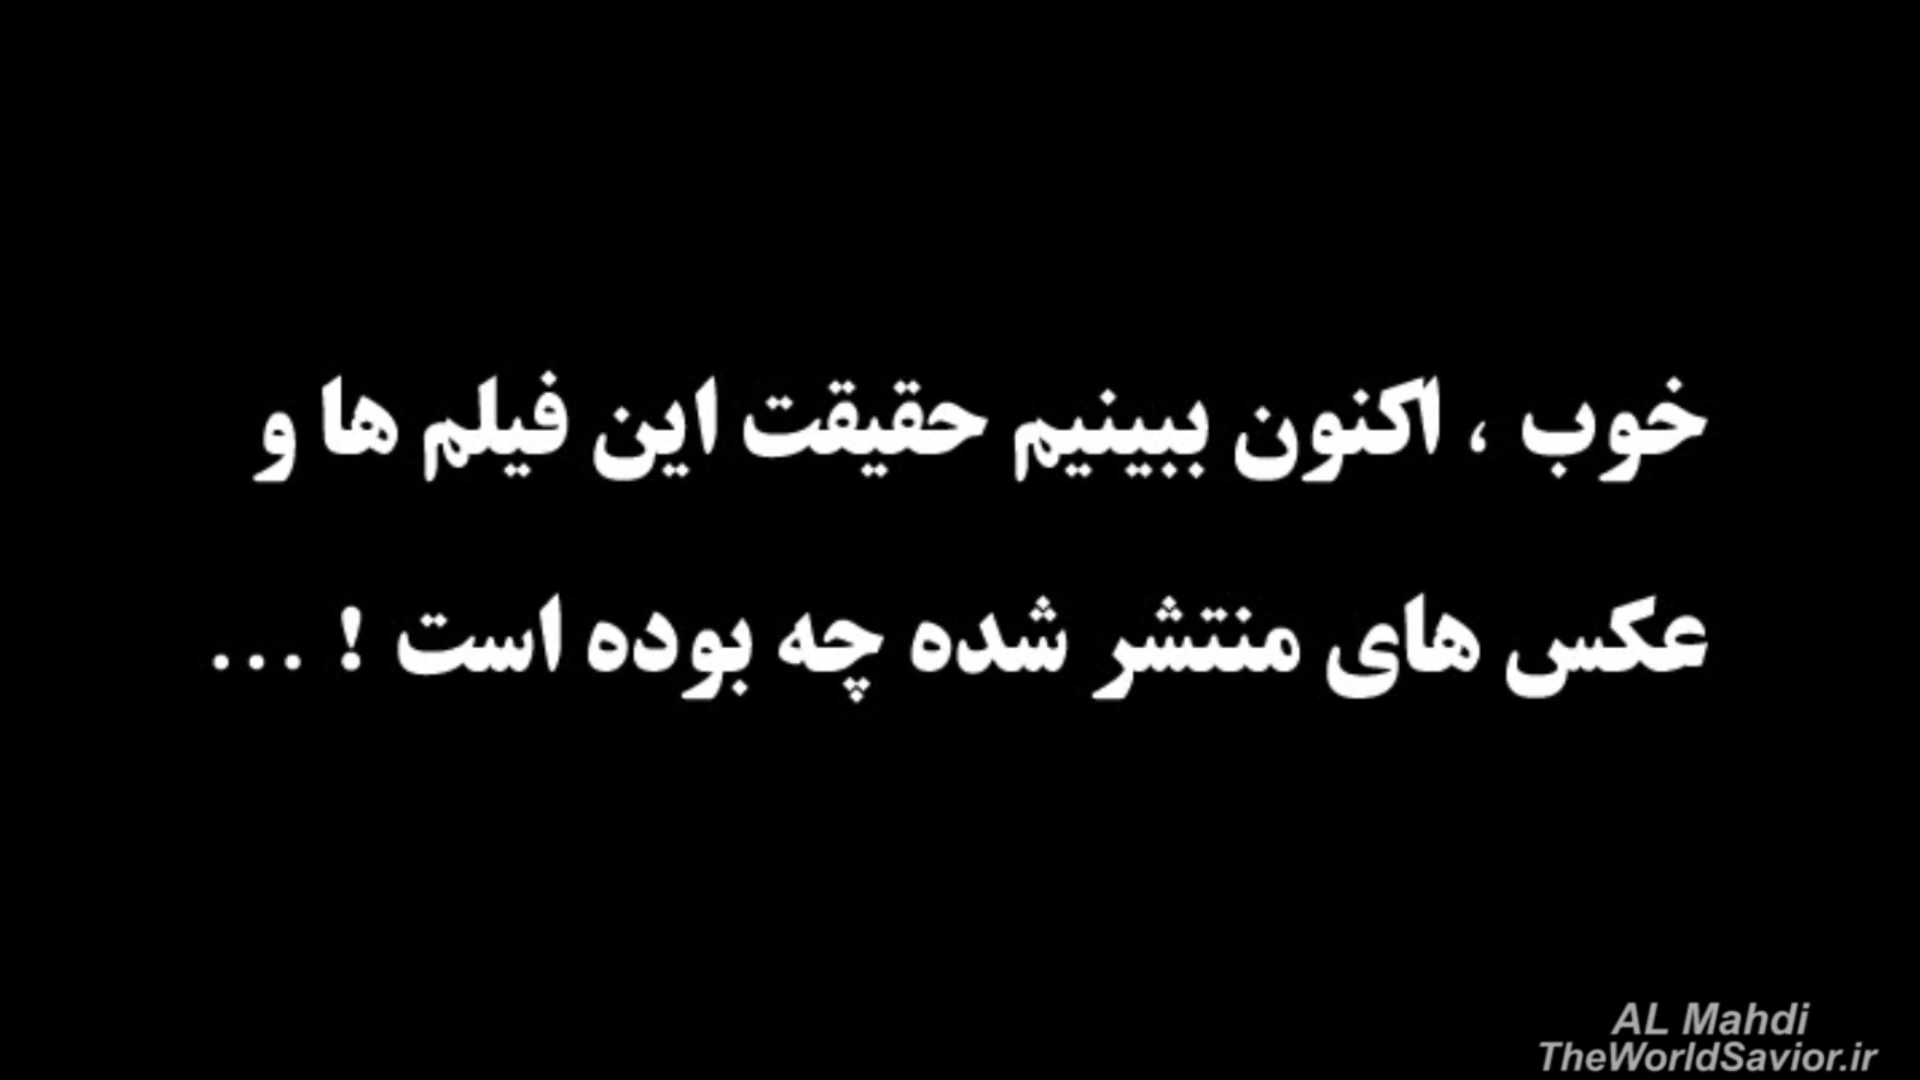 خوب ، اکنون ببینیم حقیقت این فیلم ها و
عکس های منتشر شده چه بوده است ! ...
AL Mahdi
TheWorldSavior.ir